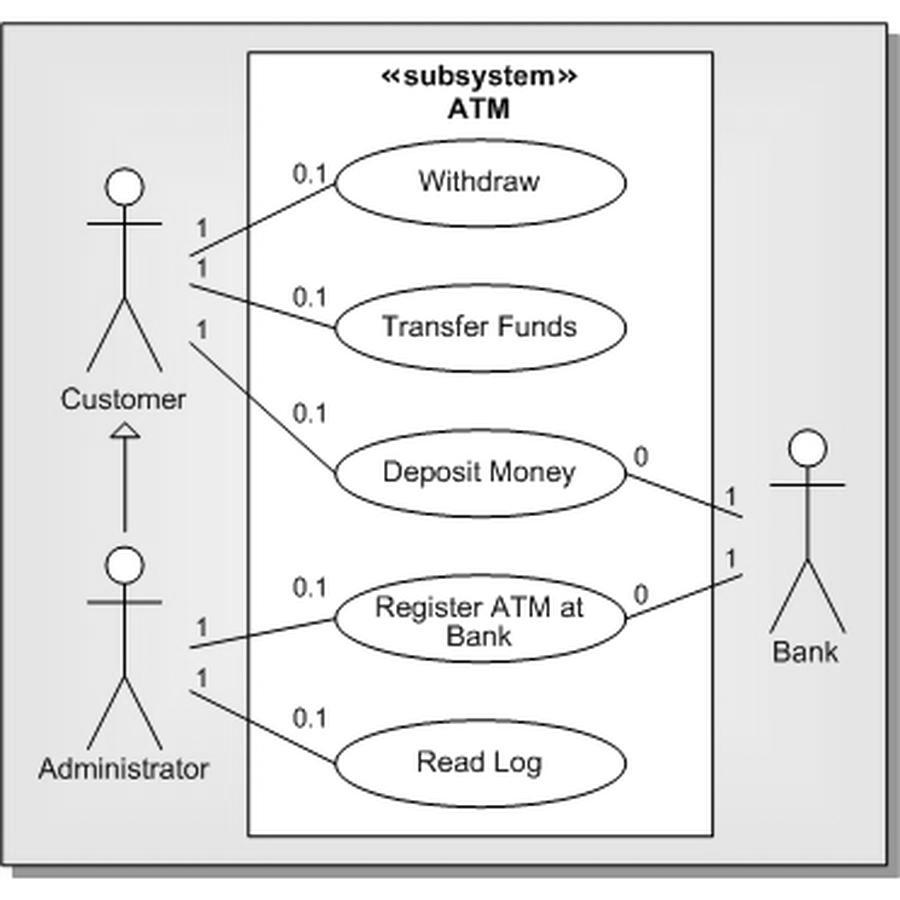 «subsystem»
ATM
0.1
Withdraw
1
1
0.1
Transfer Funds
1
Customer
0.1
Deposit Money
0
1
0.1
Register ATM at
Bank
0
1
1
Bank
1
0.1
Read Log
Administrator